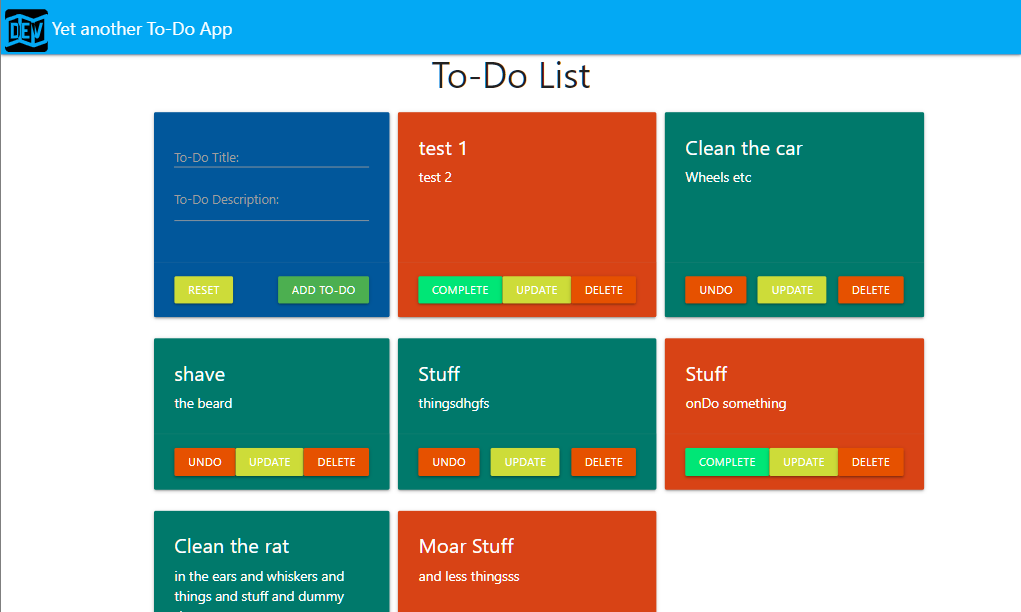 DEV
Yet another To-Do App
To-Do List
To-Do Title:
To-Do Description:
RESET
ADD TO-DO
test 1
test 2
COMPLETE
UPDATE
DELETE
Clean the car
Wheels etc
UNDO
UPDATE
DELETE
shave
the beard
UNDO
UPDATE
DELETE
Stuff
thingsdhgfs
UNDO
UPDATE
DELETE
Stuff
onDo something
COMPLETE
UPDATE
DELETE
Clean the rat
in the ears and whiskers and
things and stuff and dummy
Moar Stuff
and less thingsss